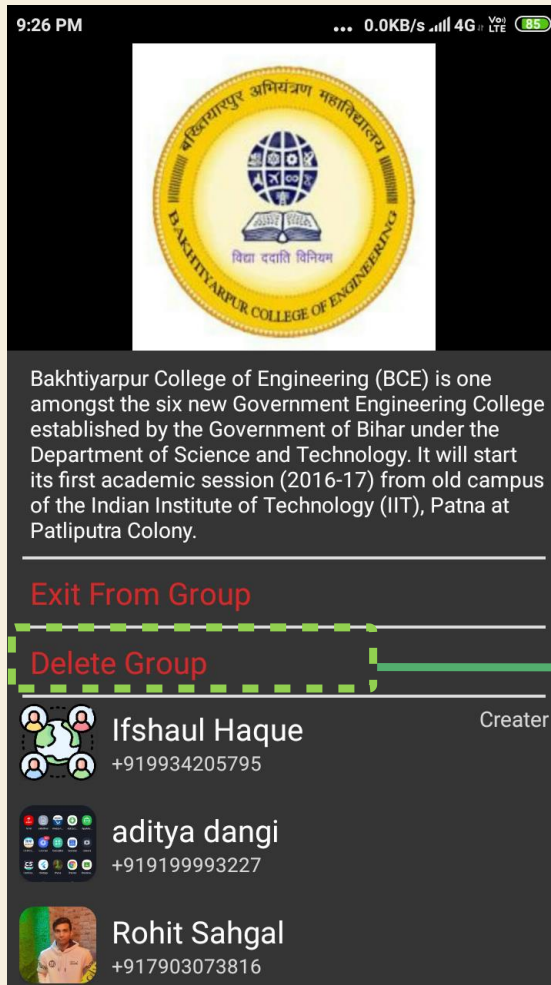 9:26 PM
... 0.0KB/s 4G Vo) LTE 85
बख्तियारपुर अभियंत्रण महाविद्यालय
विद्या ददाति विनियम
BAKHTIYARPUR COLLEGE OF ENGINEERING
Bakhtiyarpur College of Engineering (BCE) is one
amongst the six new Government Engineering College
established by the Government of Bihar under the
Department of Science and Technology. It will start
its first academic session (2016-17) from old campus
of the Indian Institute of Technology (IIT), Patna at
Patliputra Colony.
Exit From Group
Delete Group
Ifshaul Haque
Creater
+919934205795
aditya dangi
+919199993227
Rohit Sahgal
+917903073816